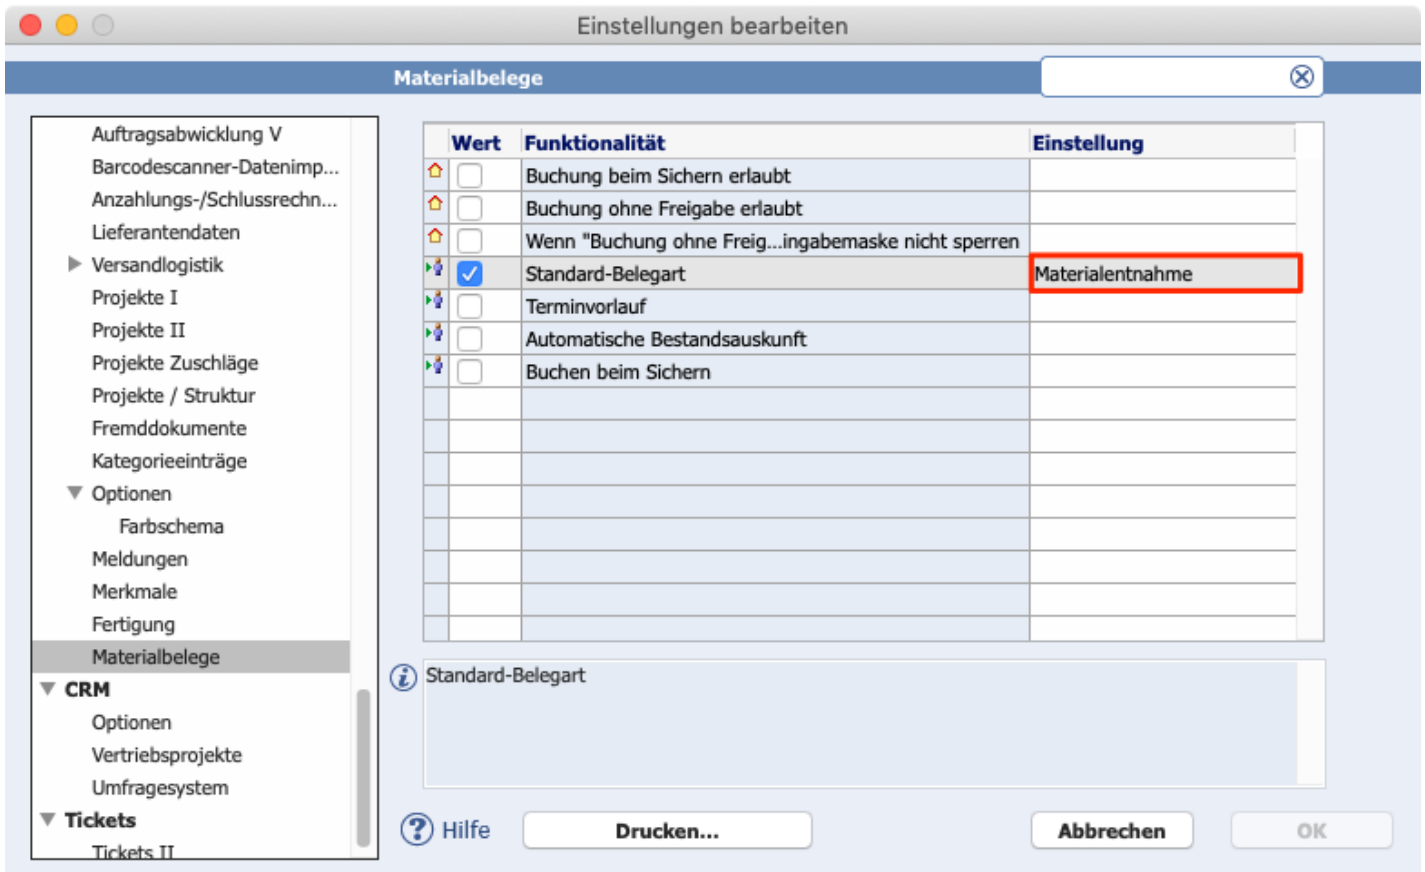 Einstellungen bearbeiten
Materialbelege
Auftragsabwicklung V
Barcodescanner-Datenimp...
Anzahlungs-/Schlussrechn...
Lieferantendaten
Versandlogistik
Projekte I
Projekte II
Projekte Zuschläge
Projekte / Struktur
Fremddokumente
Kategorieeinträge
Optionen
Farbschema
Meldungen
Merkmale
Fertigung
Materialbelege
CRM
Optionen
Vertriebsprojekte
Umfragesystem
Tickets
Tickets II
Wert Funktionalität Einstellung
Buchung beim Sichern erlaubt
Buchung ohne Freigabe erlaubt
Wenn "Buchung ohne Freig...ingabemaske nicht sperren
Standard-Belegart Materialentnahme
Terminvorlauf
Automatische Bestandsauskunft
Buchen beim Sichern
Standard-Belegart
Hilfe Drucken... Abbrechen OK